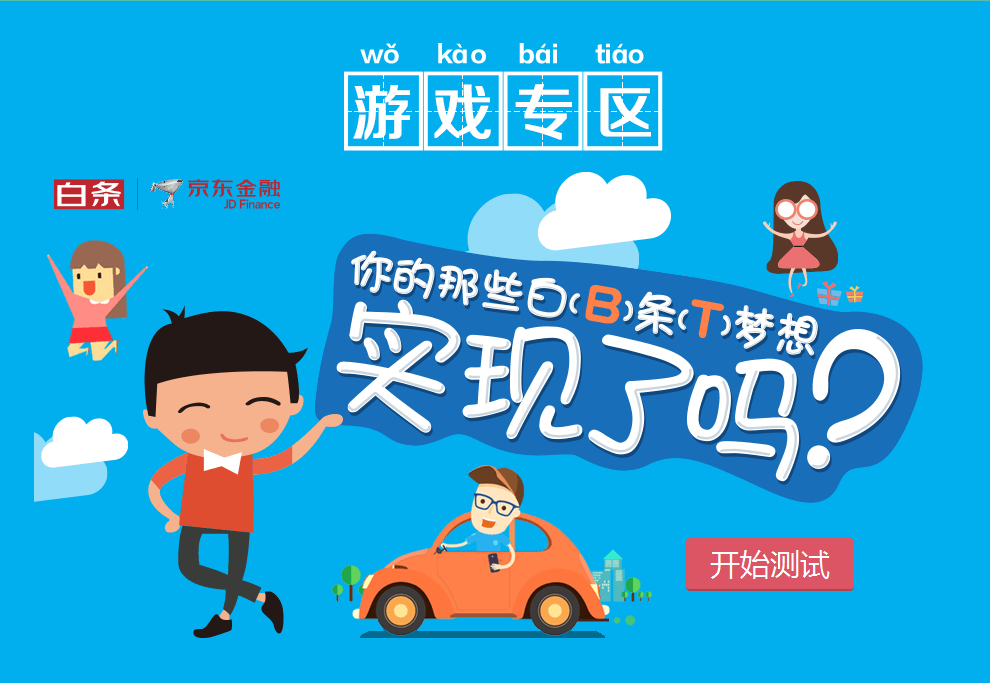 wǒ kào bái tiáo
游戏专区
白条 京东金融
JD Finance
你的那些白(B)条(T)梦想
实现了吗?
开始测试